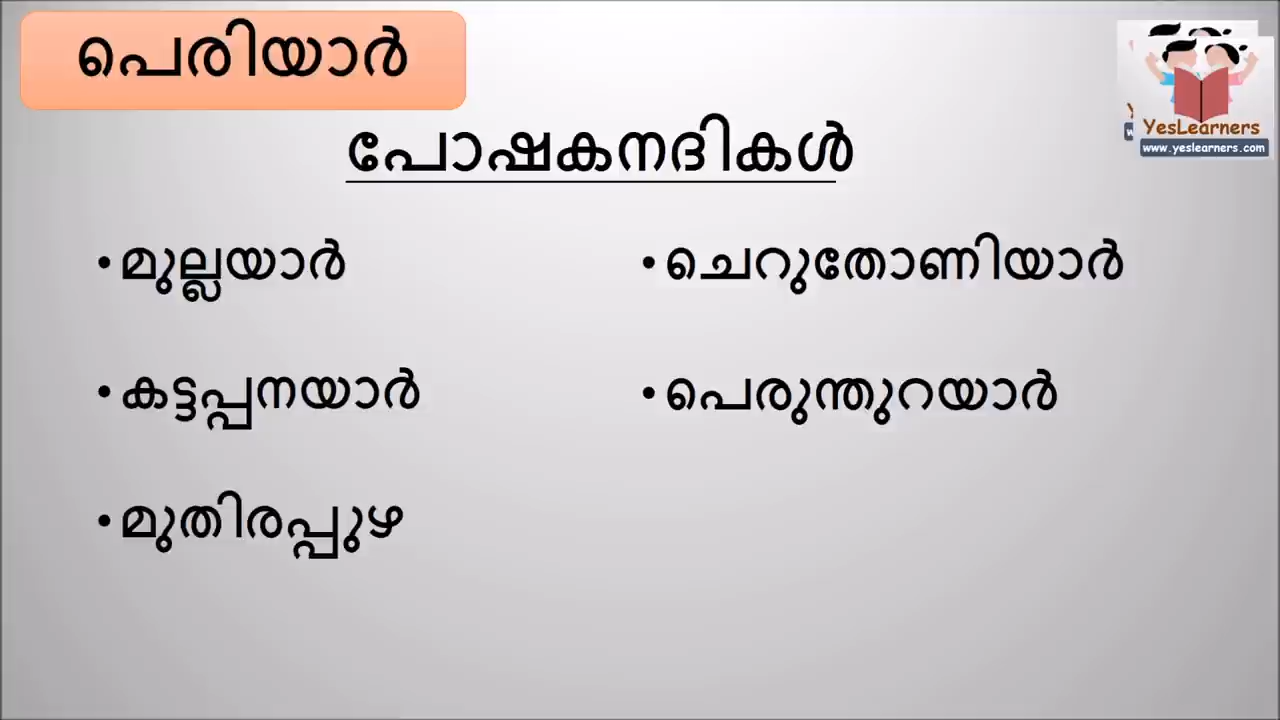 പെരിയാർ
പോഷകനദികൾ
•മുല്ലയാർ
•കട്ടപ്പനയാർ
•മുതിരപ്പുഴ
•ചെറുതോണിയാർ
•പെരുന്തുറയാർ
YesLearners
www.yeslearners.com